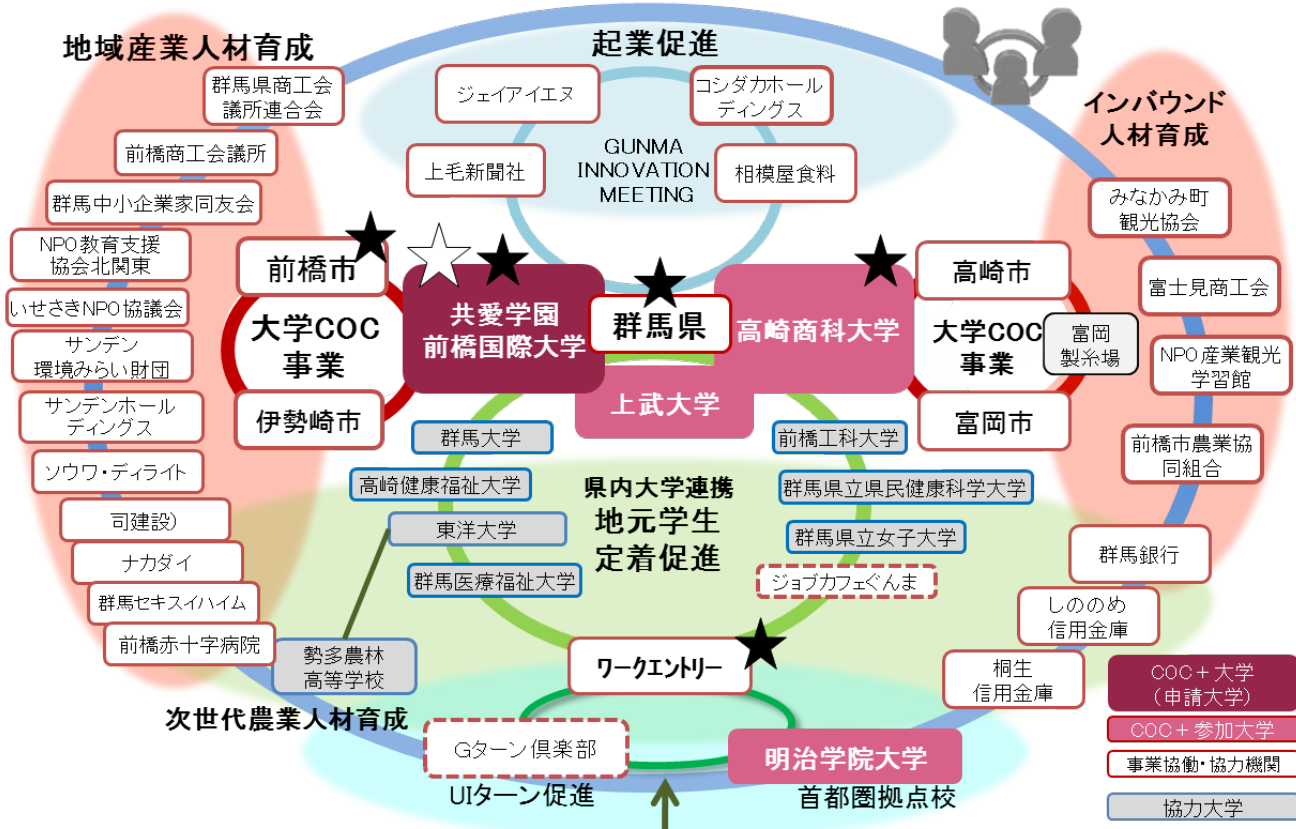 地域産業人材育成
起業促進
インバウンド
人材育成
群馬県商工会
議所連合会
前橋商工会議所
群馬中小企業家同友会
NPO教育支援
協会北関東
いせさきNPO協議会
サンデン
環境みらい財団
サンデンホール
ディングス
ソウワ・ディライト
司建設)
ナカダイ
群馬セキスイハイム
前橋赤十字病院
ジェイアイエヌ
コシダカホール
ディングス
上毛新聞社
GUNMA
INNOVATION
MEETING
相模屋食料
みなかみ町
観光協会
富士見商工会
NPO産業観光
学習館
前橋市農業協
同組合
群馬銀行
しののめ
信用金庫
桐生
信用金庫
前橋市
大学COC
事業
伊勢崎市
共愛学園
前橋国際大学
群馬県
高崎商科大学
上武大学
高崎市
大学COC
事業
富岡
製糸場
富岡市
群馬大学
高崎健康福祉大学
東洋大学
群馬医療福祉大学
県内大学連携
地元学生
定着促進
前橋工科大学
群馬県立県民健康科学大学
群馬県立女子大学
ジョブカフェぐんま
勢多農林
高等学校
次世代農業人材育成
ワークエントリー
Gターン倶楽部
UIターン促進
明治学院大学
首都圏拠点校
COC+大学
(申請大学)
COC+参加大学
事業協働・協力機関
協力大学